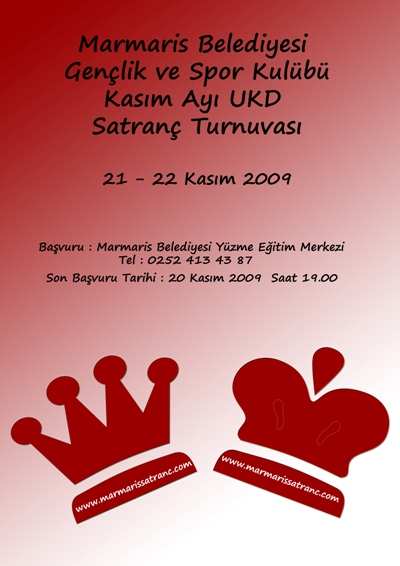 Marmaris Belediyesi
Gençlik ve Spor Kulübü
Kasım Ayı UKD
Satranç Turnuvası
21 - 22 Kasım 2009
Başvuru : Marmaris Belediyesi Yüzme Eğitim Merkezi
Tel : 0252 413 43 87
Son Başvuru Tarihi : 20 Kasım 2009 Saat 19.00
www.marmarissatranc.com
www.marmarissatranc.com